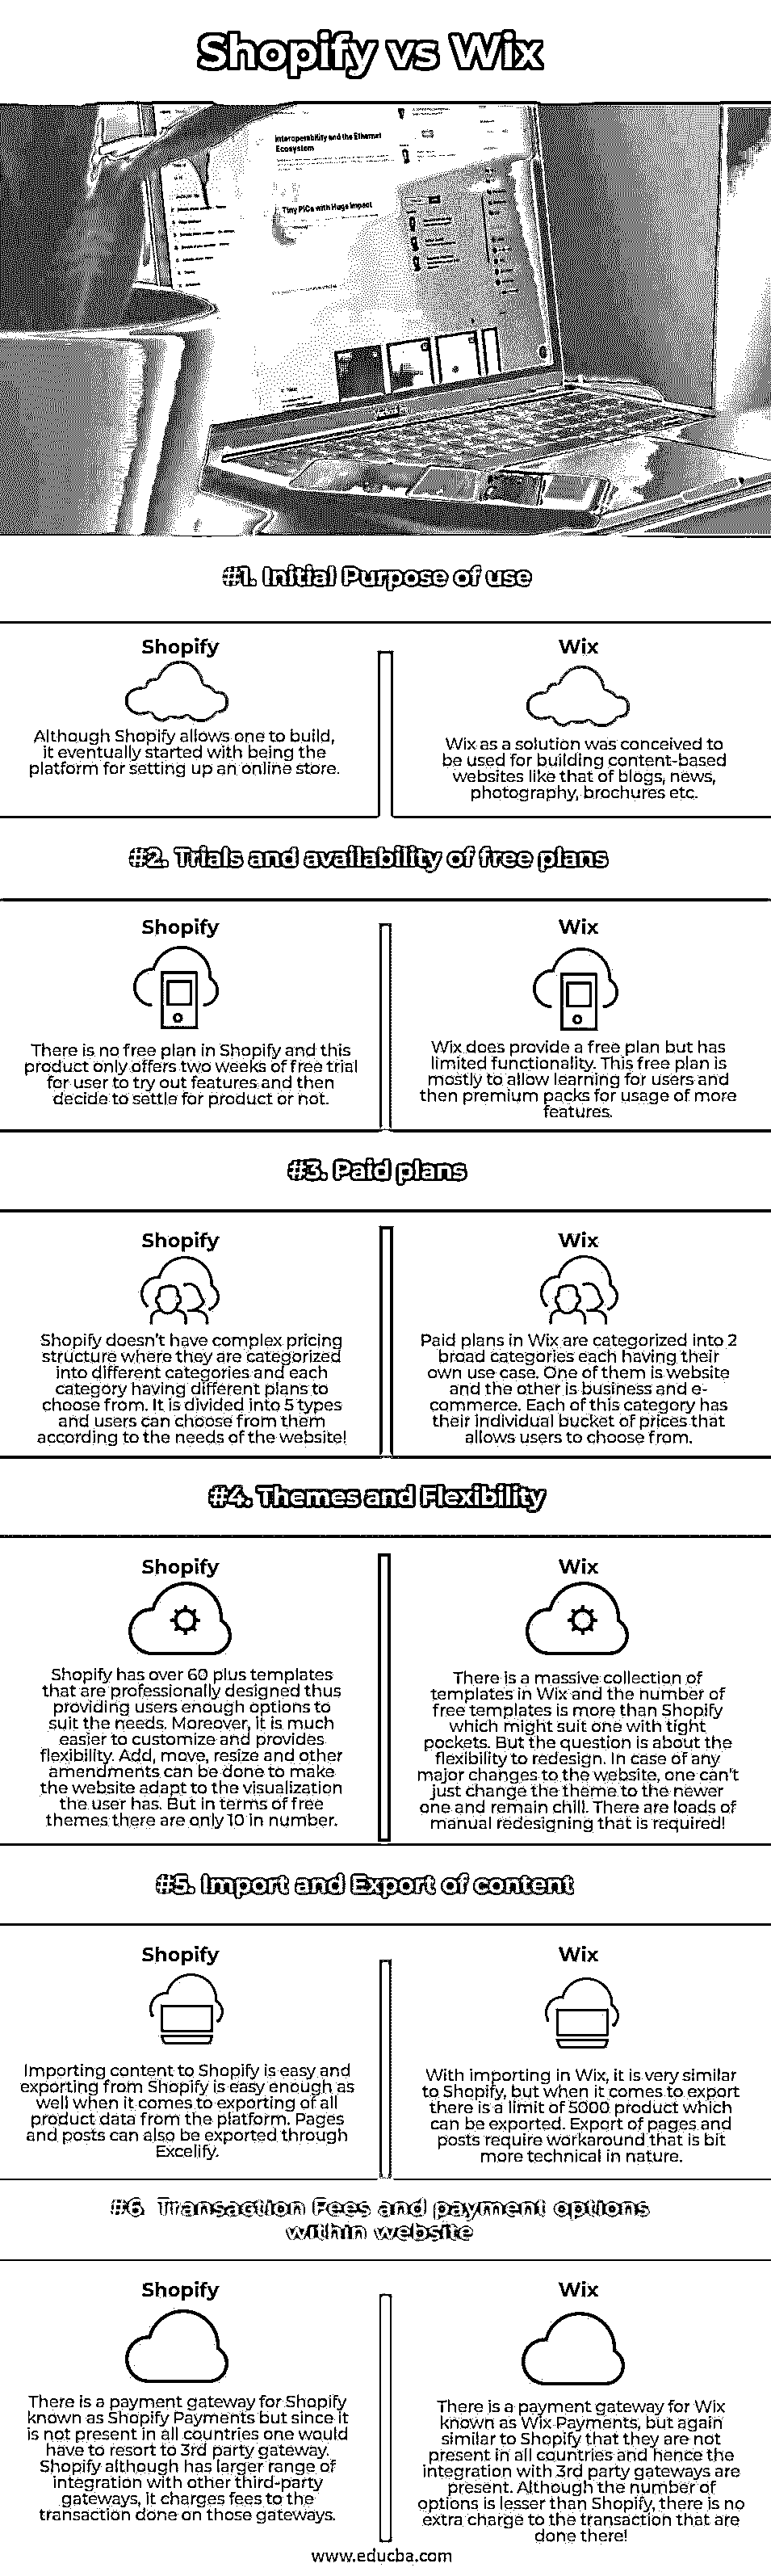 Shopify vs Wix
Interoperability and the Ethernet
Ecosystem
Tiny PICs with Huge Impact
#1. Initial Purpose of use
Shopify
Although Shopify allows one to build,
it eventually started with being the
platform for setting up an online store.
Wix
Wix as a solution was conceived to
be used for building content-based
websites like that of blogs, news,
photography, brochures etc.
#2. Trials and availability of free plans
Shopify
There is no free plan in Shopify and this
product only offers two weeks of free trial
for user to try out features and then
decide to settle for product or not.
Wix
Wix does provide a free plan but has
limited functionality. This free plan is
mostly to allow learning for users and
then premium packs for usage of more
features.
#3. Paid plans
Shopify
Shopify doesn't have complex pricing
structure where they are categorized
into different categories and each
category having different plans to
choose from. It is divided into 5 types
and users can choose from them
according to the needs of the website!
Wix
Paid plans in Wix are categorized into 2
broad categories each having their
own use case. One of them is website
and the other is business and e-
commerce. Each of this category has
their individual bucket of prices that
allows users to choose from.
#4. Themes and Flexibility
Shopify
Shopify has over 60 plus templates
that are professionally designed thus
providing users enough options to
suit the needs. Moreover, it is much
easier to customize and provides
flexibility. Add, move, resize and other
amendments can be done to make
the website adapt to the visualization
the user has. But in terms of free
themes there are only 10 in number.
Wix
There is a massive collection of
templates in Wix and the number of
free templates is more than Shopify
which might suit one with tight
pockets. But the question is about the
flexibility to redesign. In case of any
major changes to the website, one can't
just change the theme to the newer
one and remain chill. There are loads of
manual redesigning that is required!
#5. Import and Export of content
Shopify
Importing content to Shopify is easy and
exporting from Shopify is easy enough as
well when it comes to exporting of all
product data from the platform. Pages
and posts can also be exported through
Excelify.
Wix
With importing in Wix, it is very similar
to Shopify, but when it comes to export
there is a limit of 5000 product which
can be exported. Export of pages and
posts require workaround that is bit
more technical in nature.
#6 Transaction Fees and payment options
within website
Shopify
There is a payment gateway for Shopify
known as Shopify Payments but since it
is not present in all countries one would
have to resort to 3rd party gateway.
Shopify although has larger range of
integration with other third-party
gateways, it charges fees to the
transaction done on those gateways.
Wix
There is a payment gateway for Wix
known as Wix Payments, but again
similar to Shopify that they are not
present in all countries and hence the
integration with 3rd party gateways are
present. Although the number of
options is lesser than Shopify, there is no
extra charge to the transaction that are
done there!
www.educba.com